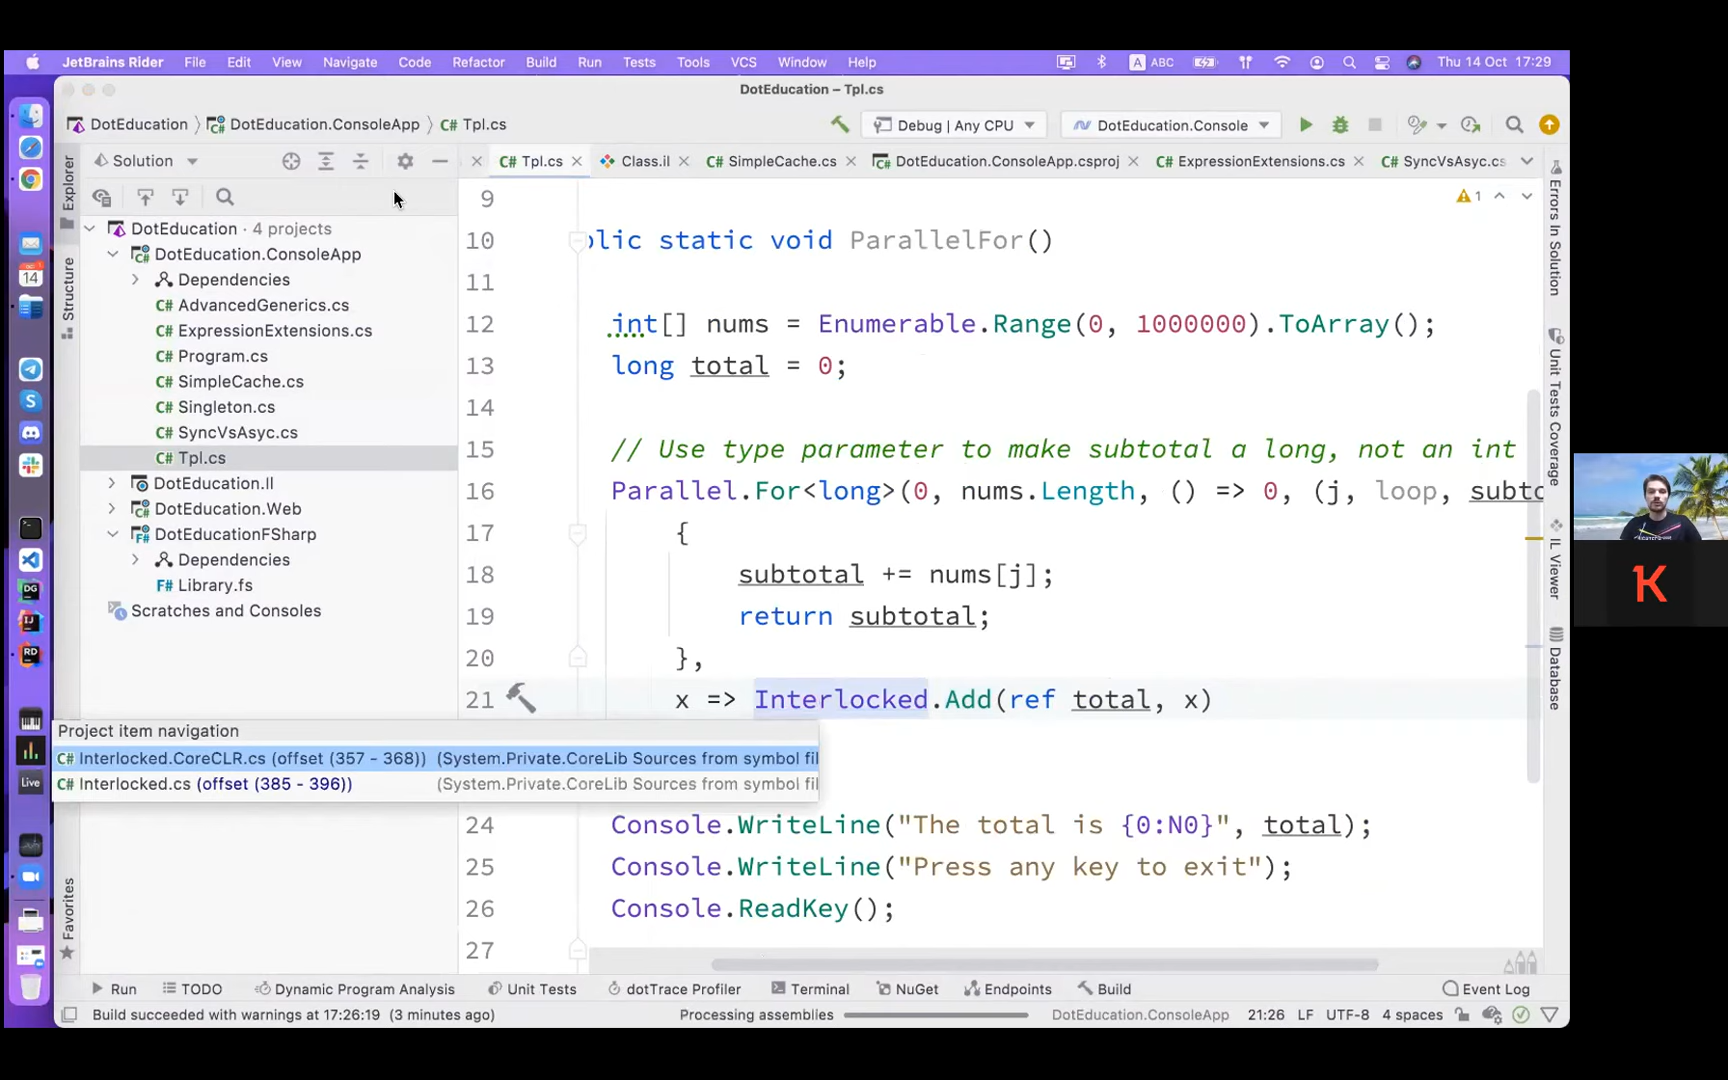 JetBrains Rider File Edit View Navigate Code Refactor Build Run Tests Tools VCS Window Help A ABC Thu 14 Oct 17:29
DotEducation – Tpl.cs
DotEducation DotEducation.ConsoleApp C# Tpl.cs Debug | Any CPU DotEducation.Console
Explorer
Structure
Favorites
Solution
C# Tpl.cs Class.il C# SimpleCache.cs DotEducation.ConsoleApp.csproj C# ExpressionExtensions.cs C# SyncVsAsyc.cs
DotEducation · 4 projects
DotEducation.ConsoleApp
Dependencies
C# AdvancedGenerics.cs
C# ExpressionExtensions.cs
C# Program.cs
C# SimpleCache.cs
C# Singleton.cs
C# SyncVsAsyc.cs
C# Tpl.cs
DotEducation.Il
DotEducation.Web
DotEducationFSharp
Dependencies
F# Library.fs
Scratches and Consoles
1
9
10 blic static void ParallelFor()
11
12 int[] nums = Enumerable.Range(0, 1000000).ToArray();
13 long total = 0;
14
15 // Use type parameter to make subtotal a long, not an int
16 Parallel.For<long>(0, nums.Length, () => 0, (j, loop, subto
17 {
18 subtotal += nums[j];
19 return subtotal;
20 },
21 x => Interlocked.Add(ref total, x)
Project item navigation
C# Interlocked.CoreCLR.cs (offset (357 - 368)) (System.Private.CoreLib Sources from symbol fil
C# Interlocked.cs (offset (385 - 396)) (System.Private.CoreLib Sources from symbol fil
24 Console.WriteLine("The total is {0:N0}", total);
25 Console.WriteLine("Press any key to exit");
26 Console.ReadKey();
27
Errors In Solution
Unit Tests Coverage
IL Viewer
Database
14
S
DG
IJ
RD
Live
K
Run TODO Dynamic Program Analysis Unit Tests dotTrace Profiler Terminal NuGet Endpoints Build Event Log
Build succeeded with warnings at 17:26:19 (3 minutes ago) Processing assemblies DotEducation.ConsoleApp 21:26 LF UTF-8 4 spaces